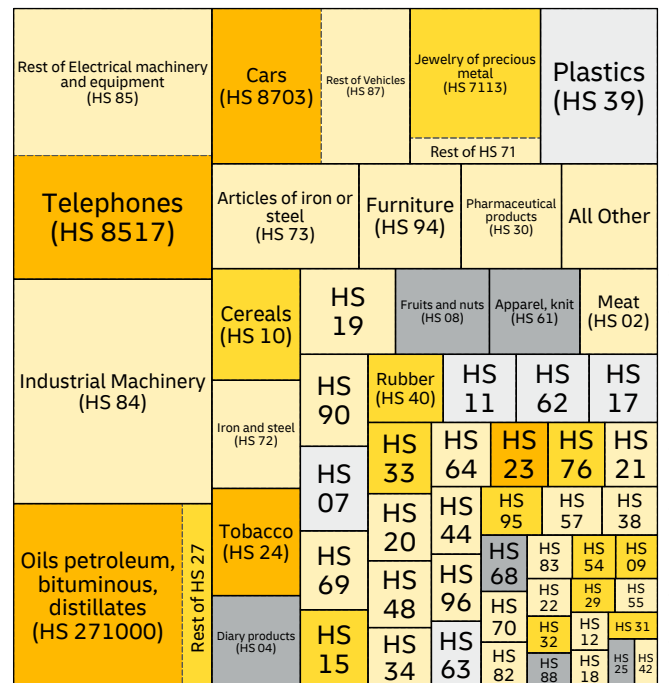 Rest of Electrical machinery
and equipment
(HS 85)
Cars
(HS 8703)
Rest of Vehicles
(HS 87)
Jewelry of precious
metal
(HS 7113)
Rest of HS 71
Plastics
(HS 39)
Telephones
(HS 8517)
Articles of iron or
steel
(HS 73)
Furniture
(HS 94)
Pharmaceutical
products
(HS 30)
All Other
Industrial Machinery
(HS 84)
Cereals
(HS 10)
HS
19
Fruits and nuts
(HS 08)
Apparel, knit
(HS 61)
Meat
(HS 02)
Iron and steel
(HS 72)
HS
90
Rubber
(HS 40)
HS
11
HS
62
HS
17
HS
07
HS
33
HS
64
HS
23
HS
76
HS
21
Oils petroleum,
bituminous,
distillates
(HS 271000)
Rest of HS 27
Tobacco
(HS 24)
HS
69
HS
20
HS
44
HS
95
HS
57
HS
38
HS
68
HS
83
HS
54
HS
09
Diary products
(HS 04)
HS
15
HS
48
HS
96
HS
22
HS
29
HS
55
HS
70
HS
32
HS
12
HS 31
HS
34
HS
63
HS
82
HS
88
HS
18
HS
25
HS
42